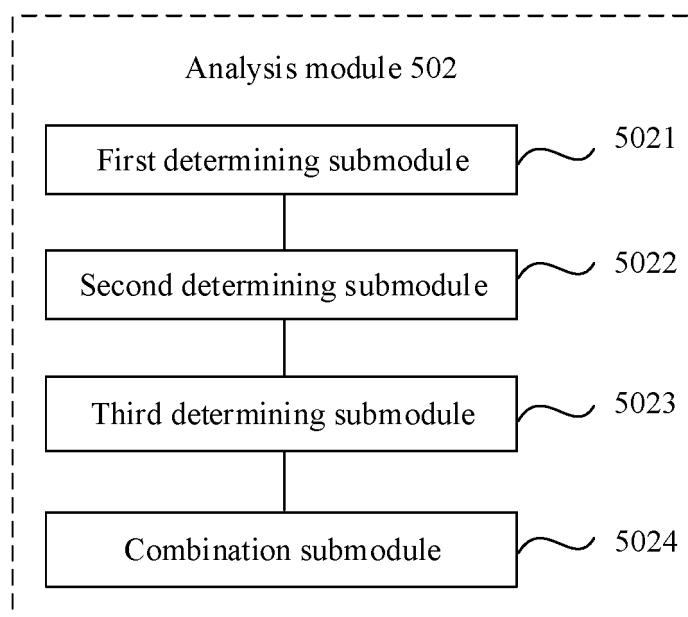 Analysis module 502
First determining submodule
5021
Second determining submodule
5022
Third determining submodule
5023
Combination submodule
5024